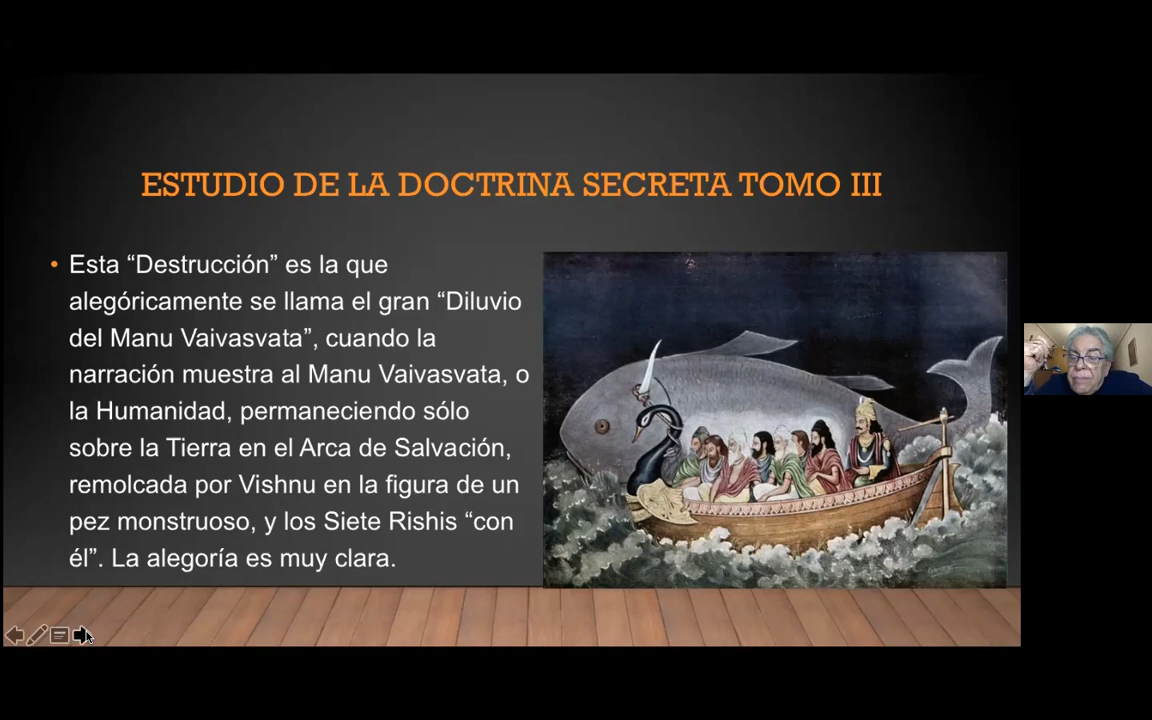 ESTUDIO DE LA DOCTRINA SECRETA TOMO III
• Esta “Destrucción” es la que
alegóricamente se llama el gran “Diluvio
del Manu Vaivasvata”, cuando la
narración muestra al Manu Vaivasvata, o
la Humanidad, permaneciendo sólo
sobre la Tierra en el Arca de Salvación,
remolcada por Vishnu en la figura de un
pez monstruoso, y los Siete Rishis “con
él”. La alegoría es muy clara.